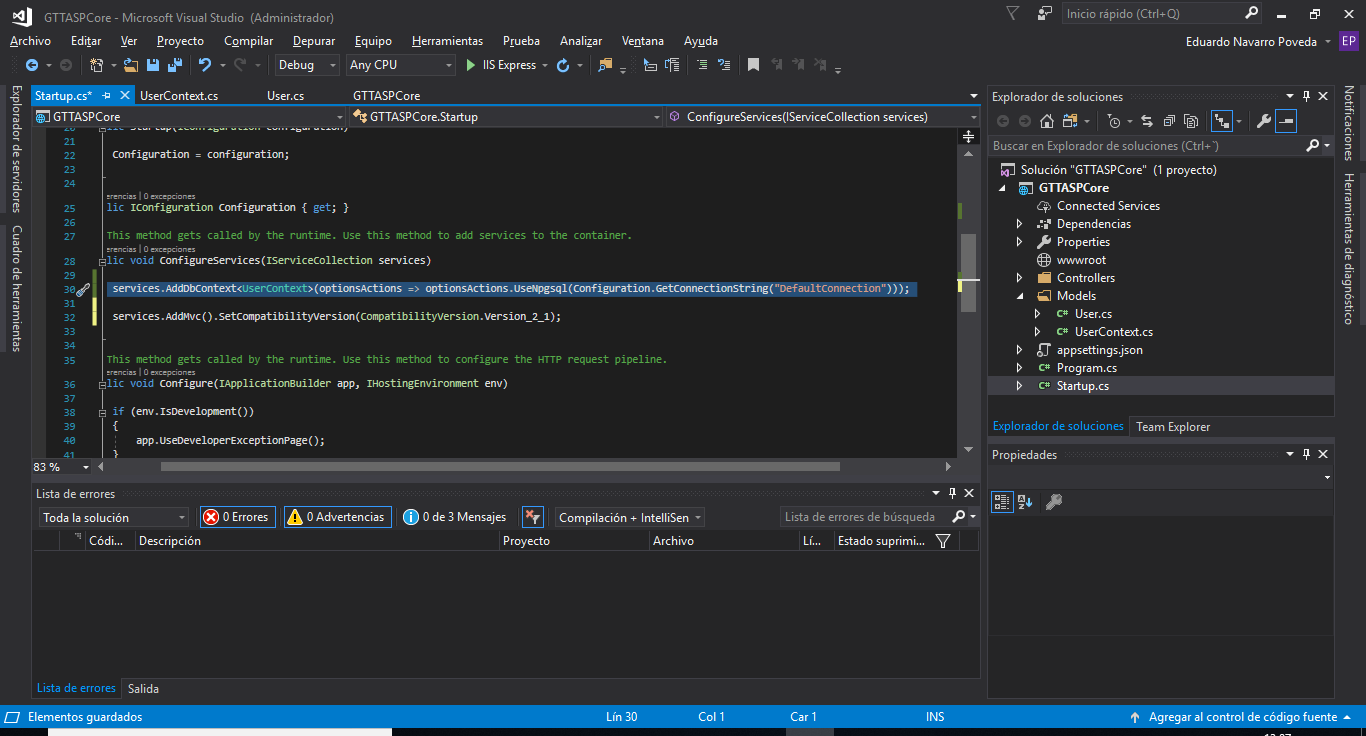 GTTASPCore - Microsoft Visual Studio (Administrador)
Inicio rápido (Ctrl+Q)
Archivo Editar Ver Proyecto Compilar Depurar Equipo Herramientas Prueba Analizar Ventana Ayuda
Eduardo Navarro Poveda
EP
Debug Any CPU IIS Express
Explorador de servidores
Cuadro de herramientas
Startup.cs* UserContext.cs User.cs GTTASPCore
GTTASPCore GTTASPCore.Startup ConfigureServices(IServiceCollection services)
20 lic Startup(IConfiguration configuration)
21
22 Configuration = configuration;
23
24
erencias | 0 excepciones
25 lic IConfiguration Configuration { get; }
26
27 This method gets called by the runtime. Use this method to add services to the container.
erencias | 0 excepciones
28 lic void ConfigureServices(IServiceCollection services)
29
30 services.AddDbContext<UserContext>(optionsActions => optionsActions.UseNpgsql(Configuration.GetConnectionString("DefaultConnection")));
31
32 services.AddMvc().SetCompatibilityVersion(CompatibilityVersion.Version_2_1);
33
34
35 This method gets called by the runtime. Use this method to configure the HTTP request pipeline.
erencias | 0 excepciones
36 lic void Configure(IApplicationBuilder app, IHostingEnvironment env)
37
38 if (env.IsDevelopment())
39 {
40 app.UseDeveloperExceptionPage();
41 }
83 %
Lista de errores
Toda la solución 0 Errores 0 Advertencias 0 de 3 Mensajes Compilación + IntelliSen Lista de errores de búsqueda
Códi... Descripción Proyecto Archivo Lí... Estado suprimi...
Lista de errores Salida
Explorador de soluciones
Buscar en Explorador de soluciones (Ctrl+¨)
Solución "GTTASPCore" (1 proyecto)
GTTASPCore
Connected Services
Dependencias
Properties
wwwroot
Controllers
Models
C# User.cs
C# UserContext.cs
appsettings.json
C# Program.cs
C# Startup.cs
Explorador de soluciones Team Explorer
Propiedades
Notificaciones
Herramientas de diagnóstico
Elementos guardados Lín 30 Col 1 Car 1 INS Agregar al control de código fuente